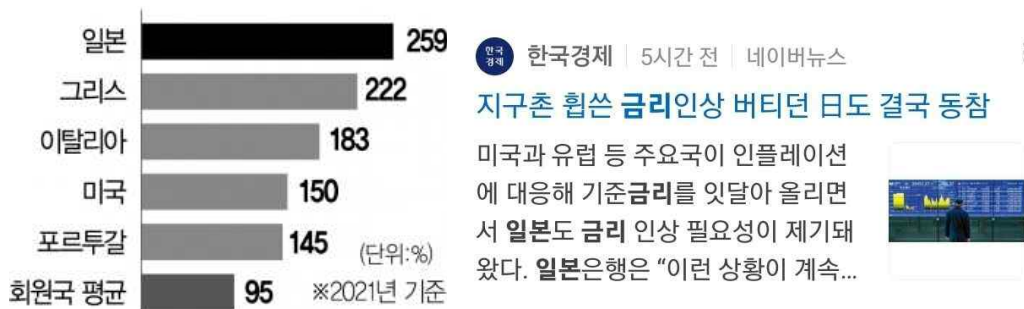 일본 259
그리스 222
이탈리아 183
미국 150
포르투갈 145
(단위:%)
회원국 평균 95
※2021년 기준
한국
경제
한국경제 5시간 전 네이버뉴스
지구촌 휩쓴 금리인상 버티던 日도 결국 동참
미국과 유럽 등 주요국이 인플레이션
에 대응해 기준금리를 잇달아 올리면
서 일본도 금리 인상 필요성이 제기돼
왔다. 일본은행은 “이런 상황이 계속...